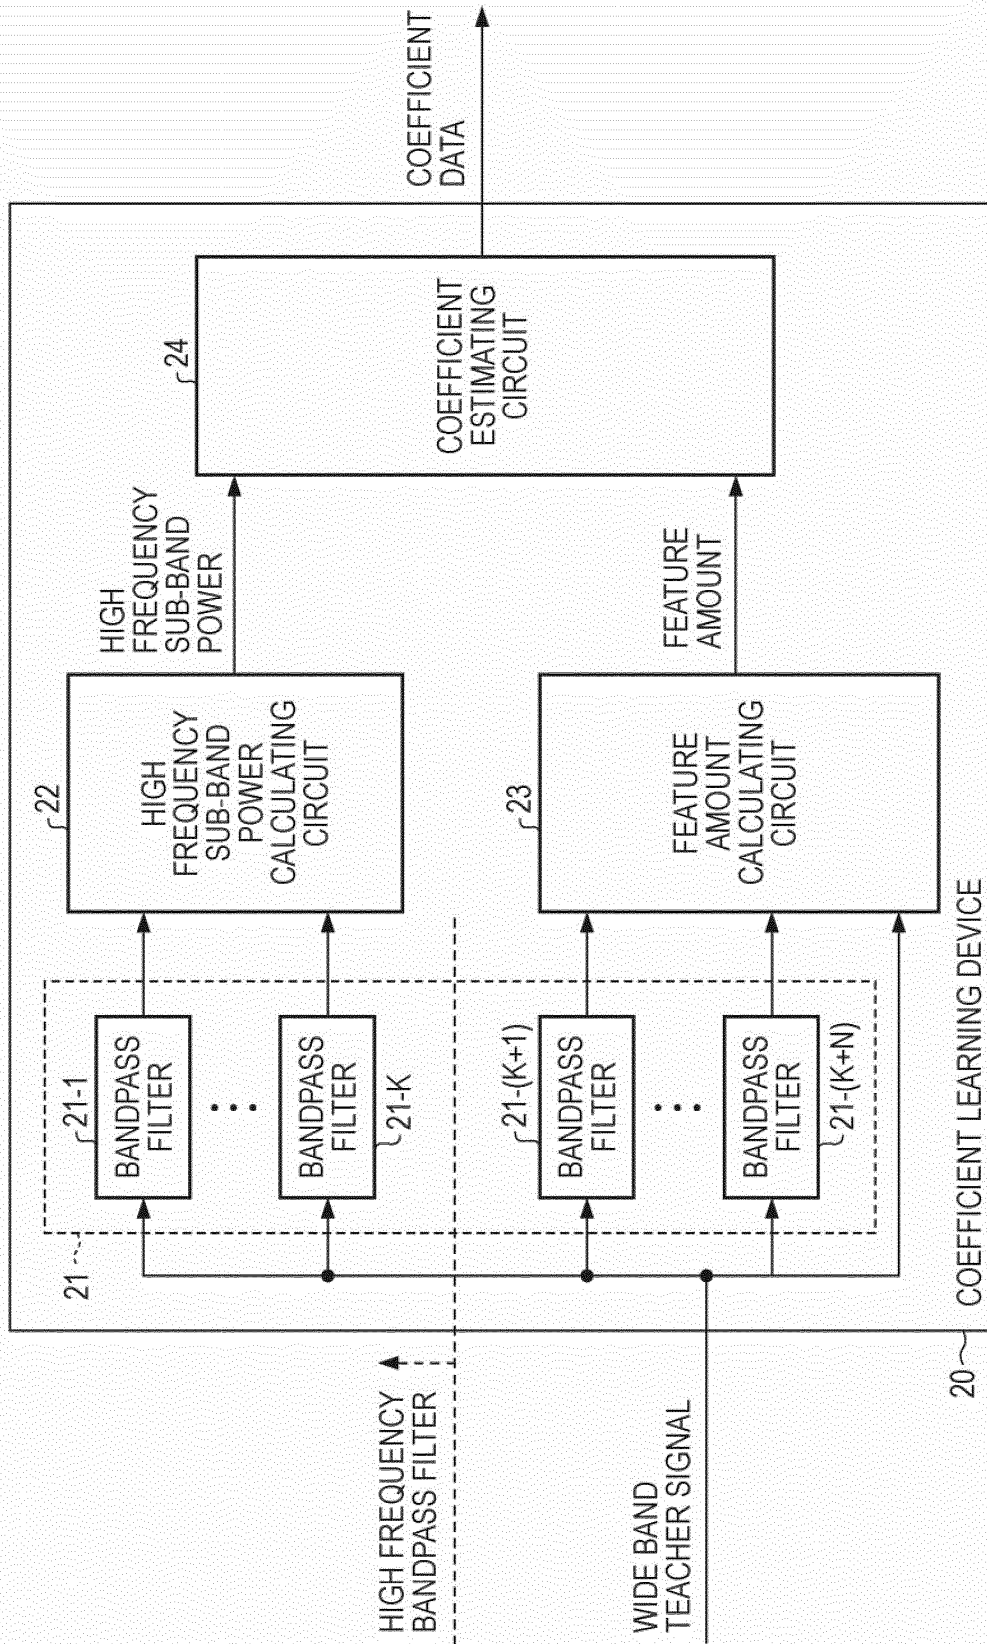 HIGH FREQUENCY
BANDPASS FILTER
WIDE BAND
TEACHER SIGNAL
20
COEFFICIENT LEARNING DEVICE
21
21-1
BANDPASS
FILTER
• • •
BANDPASS
FILTER
21-K
21-(K+1)
BANDPASS
FILTER
• • •
BANDPASS
FILTER
21-(K+N)
22
HIGH
FREQUENCY
SUB-BAND
POWER
CALCULATING
CIRCUIT
23
FEATURE
AMOUNT
CALCULATING
CIRCUIT
HIGH
FREQUENCY
SUB-BAND
POWER
FEATURE
AMOUNT
24
COEFFICIENT
ESTIMATING
CIRCUIT
COEFFICIENT
DATA